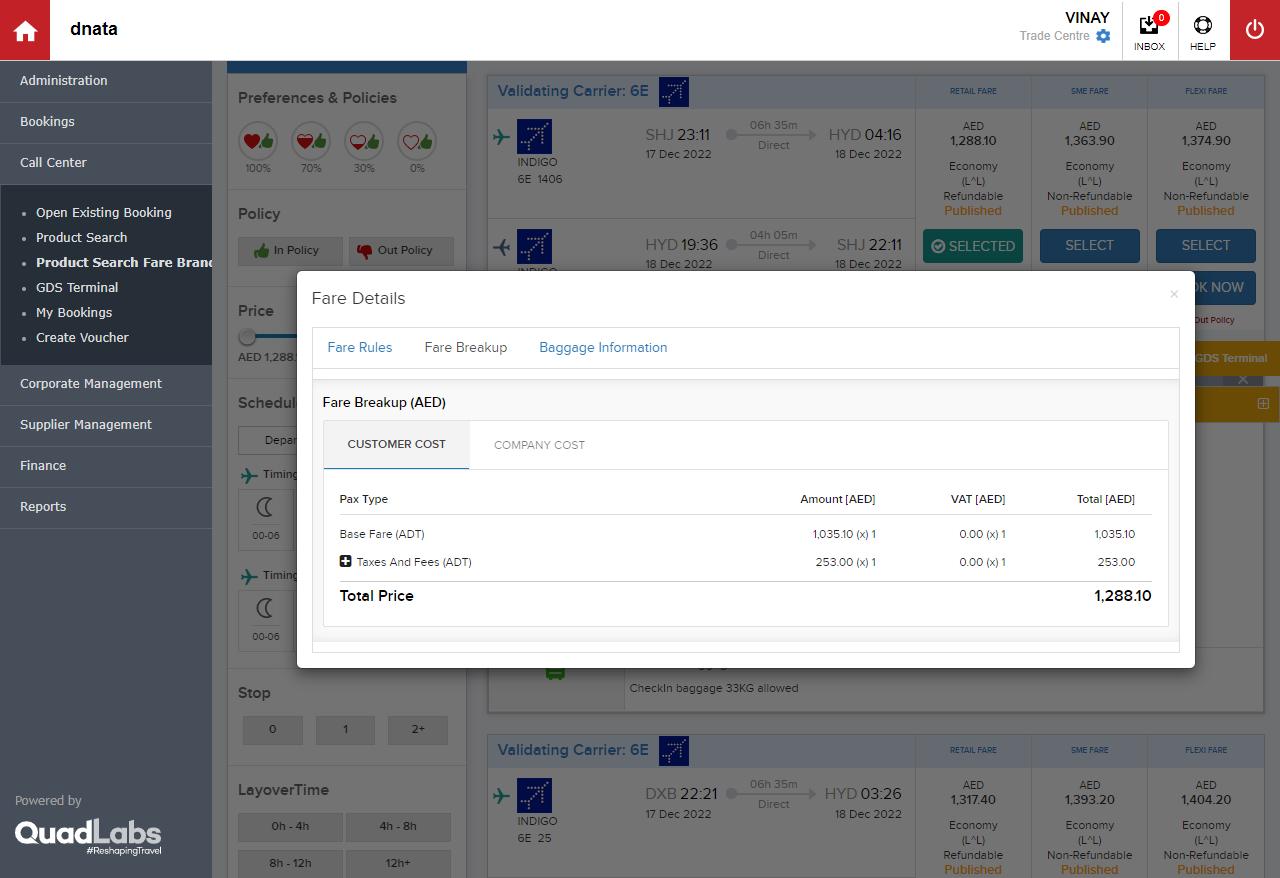 dnata
VINAY
Trade Centre
0
INBOX
HELP
Administration
Bookings
Call Center
Open Existing Booking
Product Search
Product Search Fare Brand
GDS Terminal
My Bookings
Create Voucher
Corporate Management
Supplier Management
Finance
Reports
Powered by
QuadLabs
#ReshapingTravel
Preferences & Policies
100% 70% 30% 0%
Policy
In Policy Out Policy
Price
AED 1,288.
Schedul
Depar
Timing
00-06
Timing
00-06
Stop
0 1 2+
LayoverTime
0h - 4h 4h - 8h
8h - 12h 12h+
Validating Carrier: 6E RETAIL FARE SME FARE FLEXI FARE
INDIGO
6E 1406
SHJ 23:11 06h 35m HYD 04:16
17 Dec 2022 Direct 18 Dec 2022
AED AED AED
1,288.10 1,363.90 1,374.90
Economy Economy Economy
(L^L) (L^L) (L^L)
Refundable Non-Refundable Non-Refundable
Published Published Published
INDIGO
HYD 19:36 04h 05m SHJ 22:11
18 Dec 2022 Direct 18 Dec 2022
SELECTED SELECT SELECT
OK NOW
Out Policy
GDS Terminal
Fare Details ×
Fare Rules Fare Breakup Baggage Information
Fare Breakup (AED)
CUSTOMER COST COMPANY COST
Pax Type Amount [AED] VAT [AED] Total [AED]
Base Fare (ADT) 1,035.10 (x) 1 0.00 (x) 1 1,035.10
Taxes And Fees (ADT) 253.00 (x) 1 0.00 (x) 1 253.00
Total Price 1,288.10
CheckIn baggage 33KG allowed
Validating Carrier: 6E RETAIL FARE SME FARE FLEXI FARE
INDIGO
6E 25
DXB 22:21 06h 35m HYD 03:26
17 Dec 2022 Direct 18 Dec 2022
AED AED AED
1,317.40 1,393.20 1,404.20
Economy Economy Economy
(L^L) (L^L) (L^L)
Refundable Non-Refundable Non-Refundable
Published Published Published